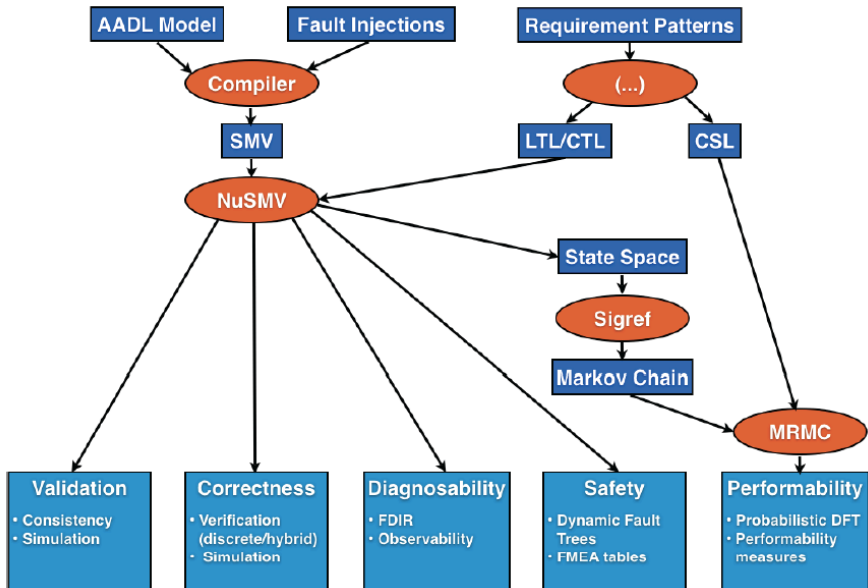 AADL Model
Fault Injections
Requirement Patterns
Compiler
(...)
SMV
LTL/CTL
CSL
NuSMV
State Space
Sigref
Markov Chain
MRMC
Validation
• Consistency
• Simulation
Correctness
• Verification
(discrete/hybrid)
• Simulation
Diagnosability
• FDIR
• Observability
Safety
• Dynamic Fault
Trees
• FMEA tables
Performability
• Probabilistic DFT
• Performability
measures